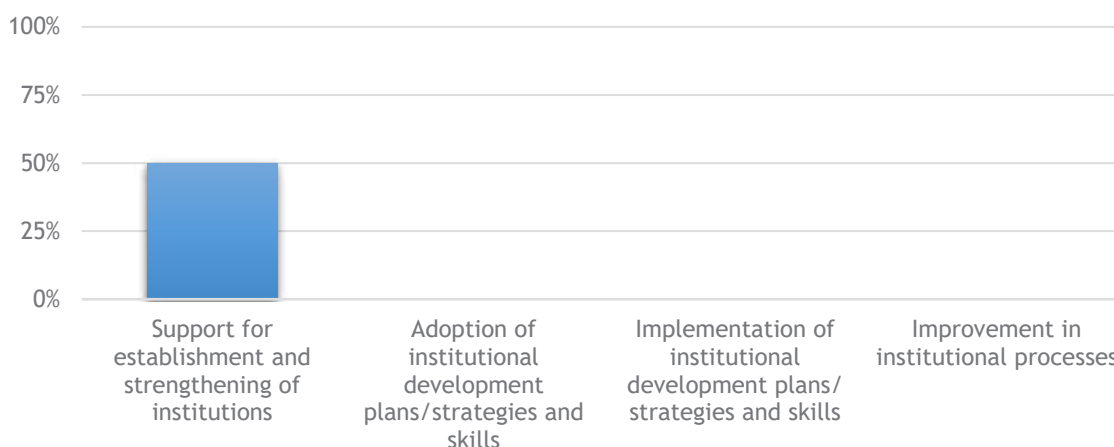 100%
75%
50%
25%
0%
Support for
establishment and
strengthening of
institutions
Adoption of
institutional
development
plans/strategies and
skills
Implementation of
institutional
development plans/
strategies and skills
Improvement in
institutional processes